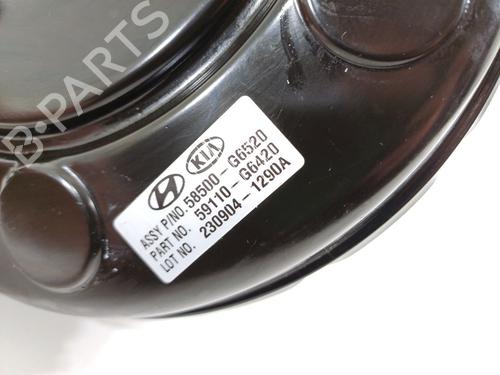 B-PARTS
KIA
ASSY P/NO. 58500-G6520
PART NO. 59110-G6420
LOT NO. 230904-1290A